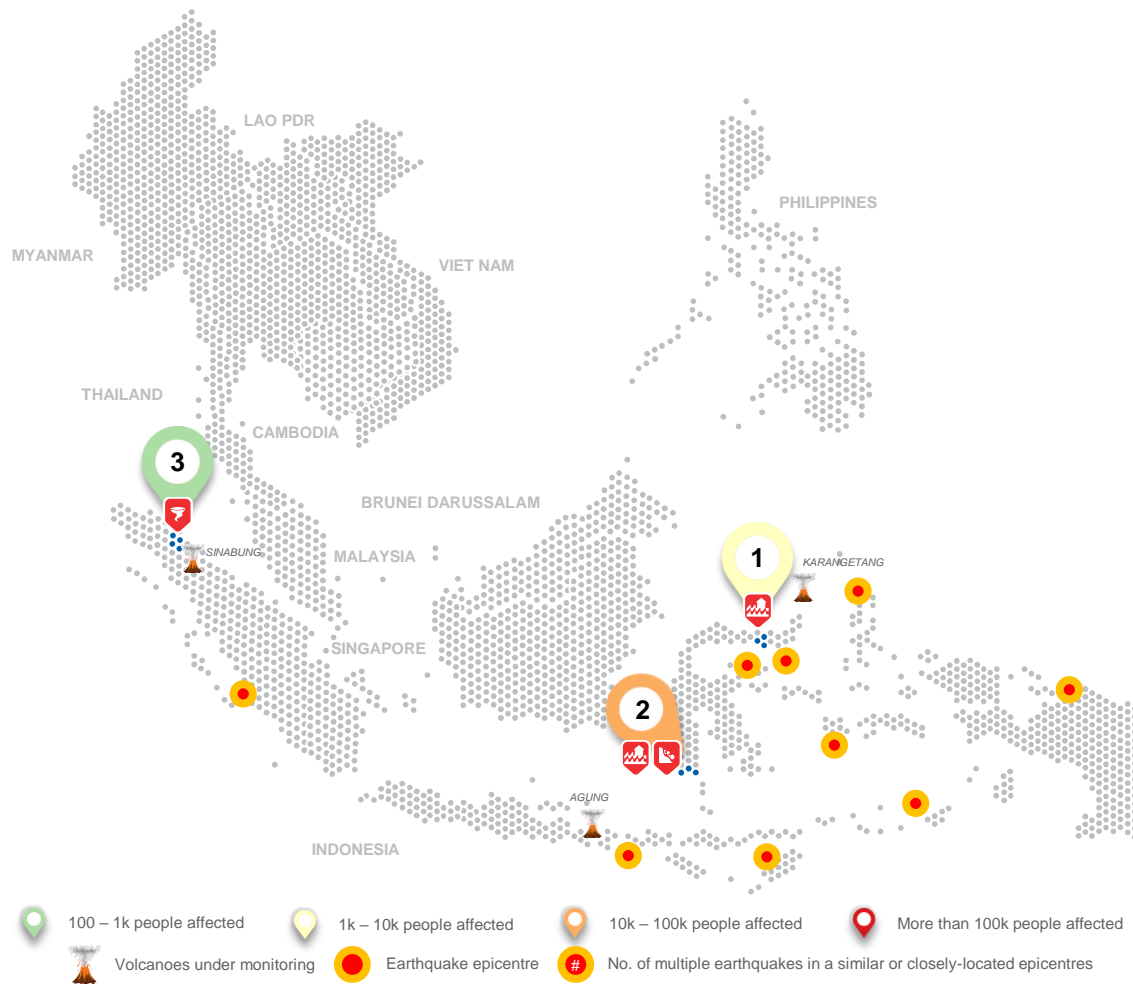 LAO PDR
PHILIPPINES
MYANMAR
VIET NAM
THAILAND
CAMBODIA
3
BRUNEI DARUSSALAM
SINABUNG
MALAYSIA
1
KARANGETANG
SINGAPORE
2
AGUNG
INDONESIA
100 – 1k people affected
1k – 10k people affected
10k – 100k people affected
More than 100k people affected
Volcanoes under monitoring
Earthquake epicentre
#
No. of multiple earthquakes in a similar or closely-located epicentres